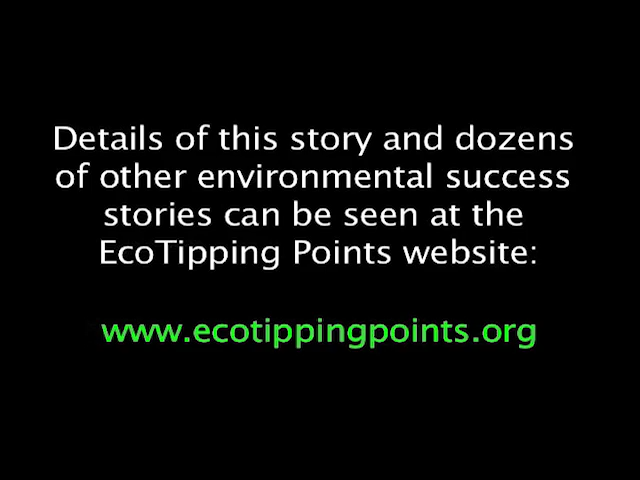 Details of this story and dozens
of other environmental success
stories can be seen at the
EcoTipping Points website:
www.ecotippingpoints.org